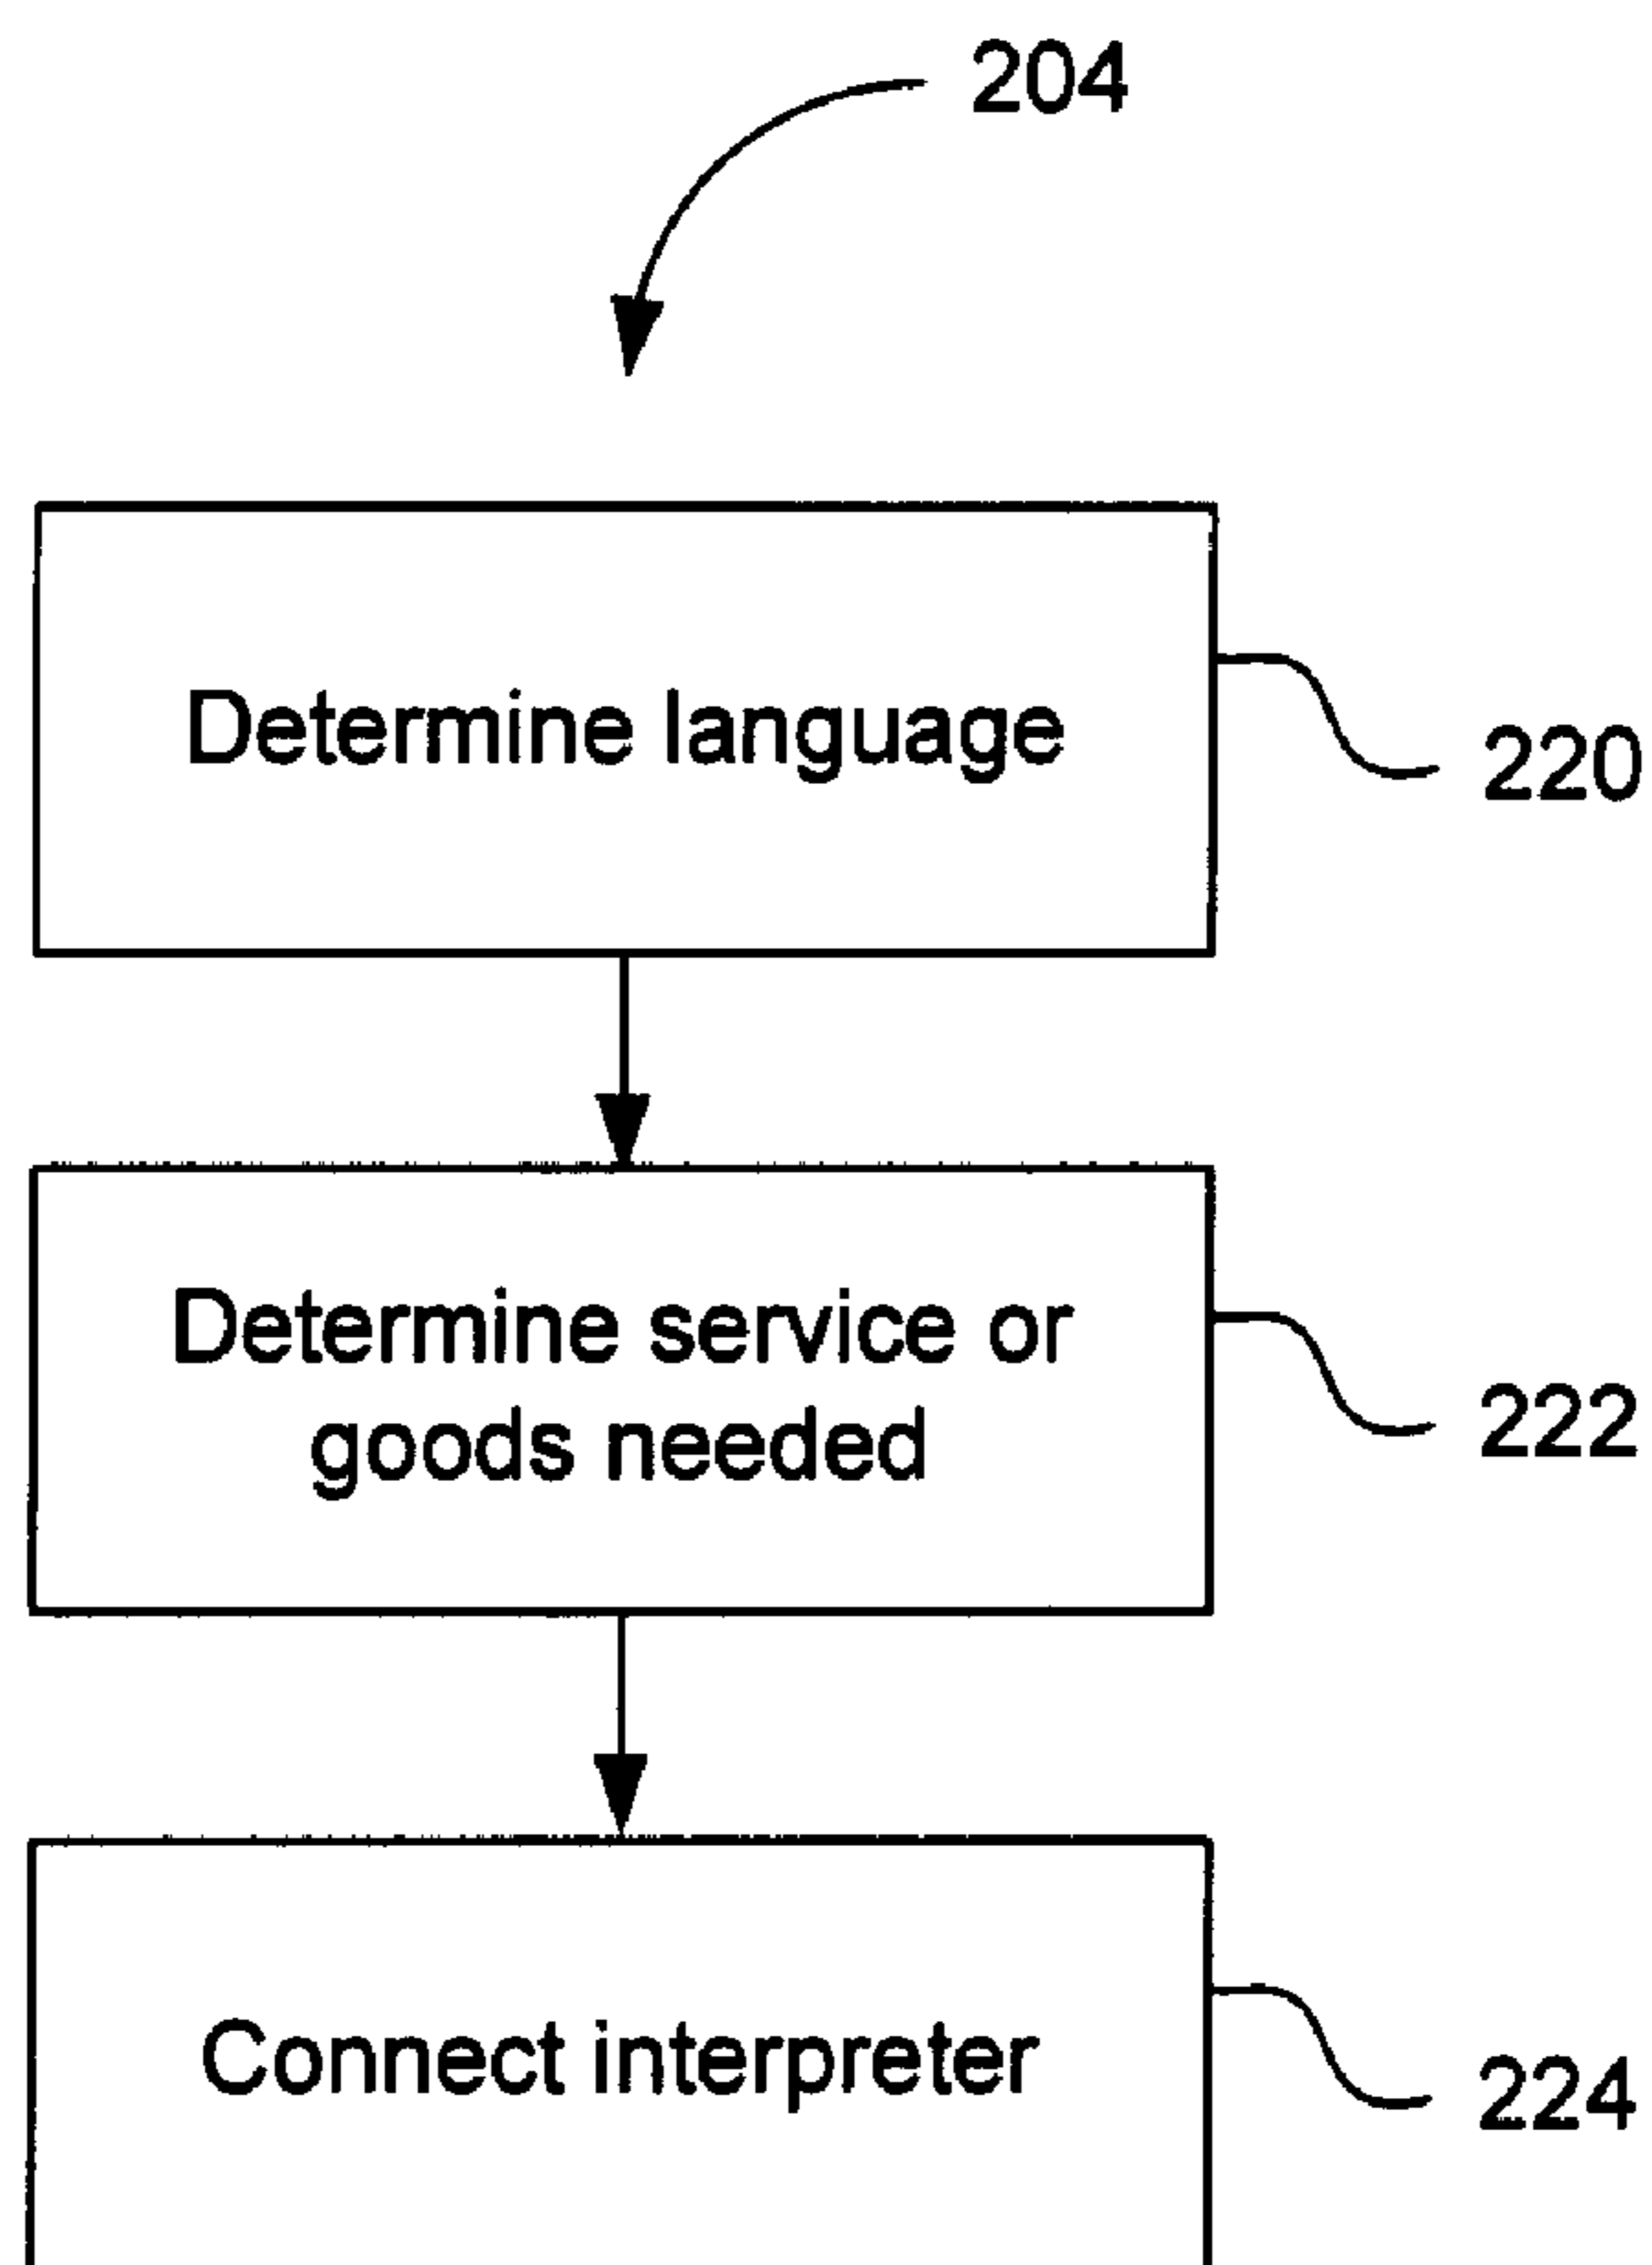 204
Determine language
220
Determine service or
goods needed
222
Connect interpreter
224